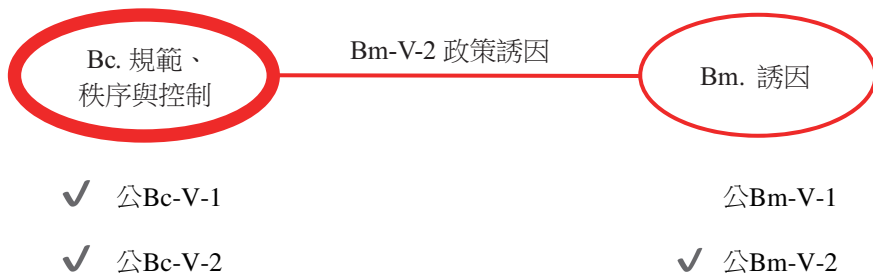 Bc. 規範、
秩序與控制
Bm-V-2 政策誘因
Bm. 誘因
✓ 公Bc-V-1
公Bm-V-1
✓ 公Bc-V-2
✓ 公Bm-V-2